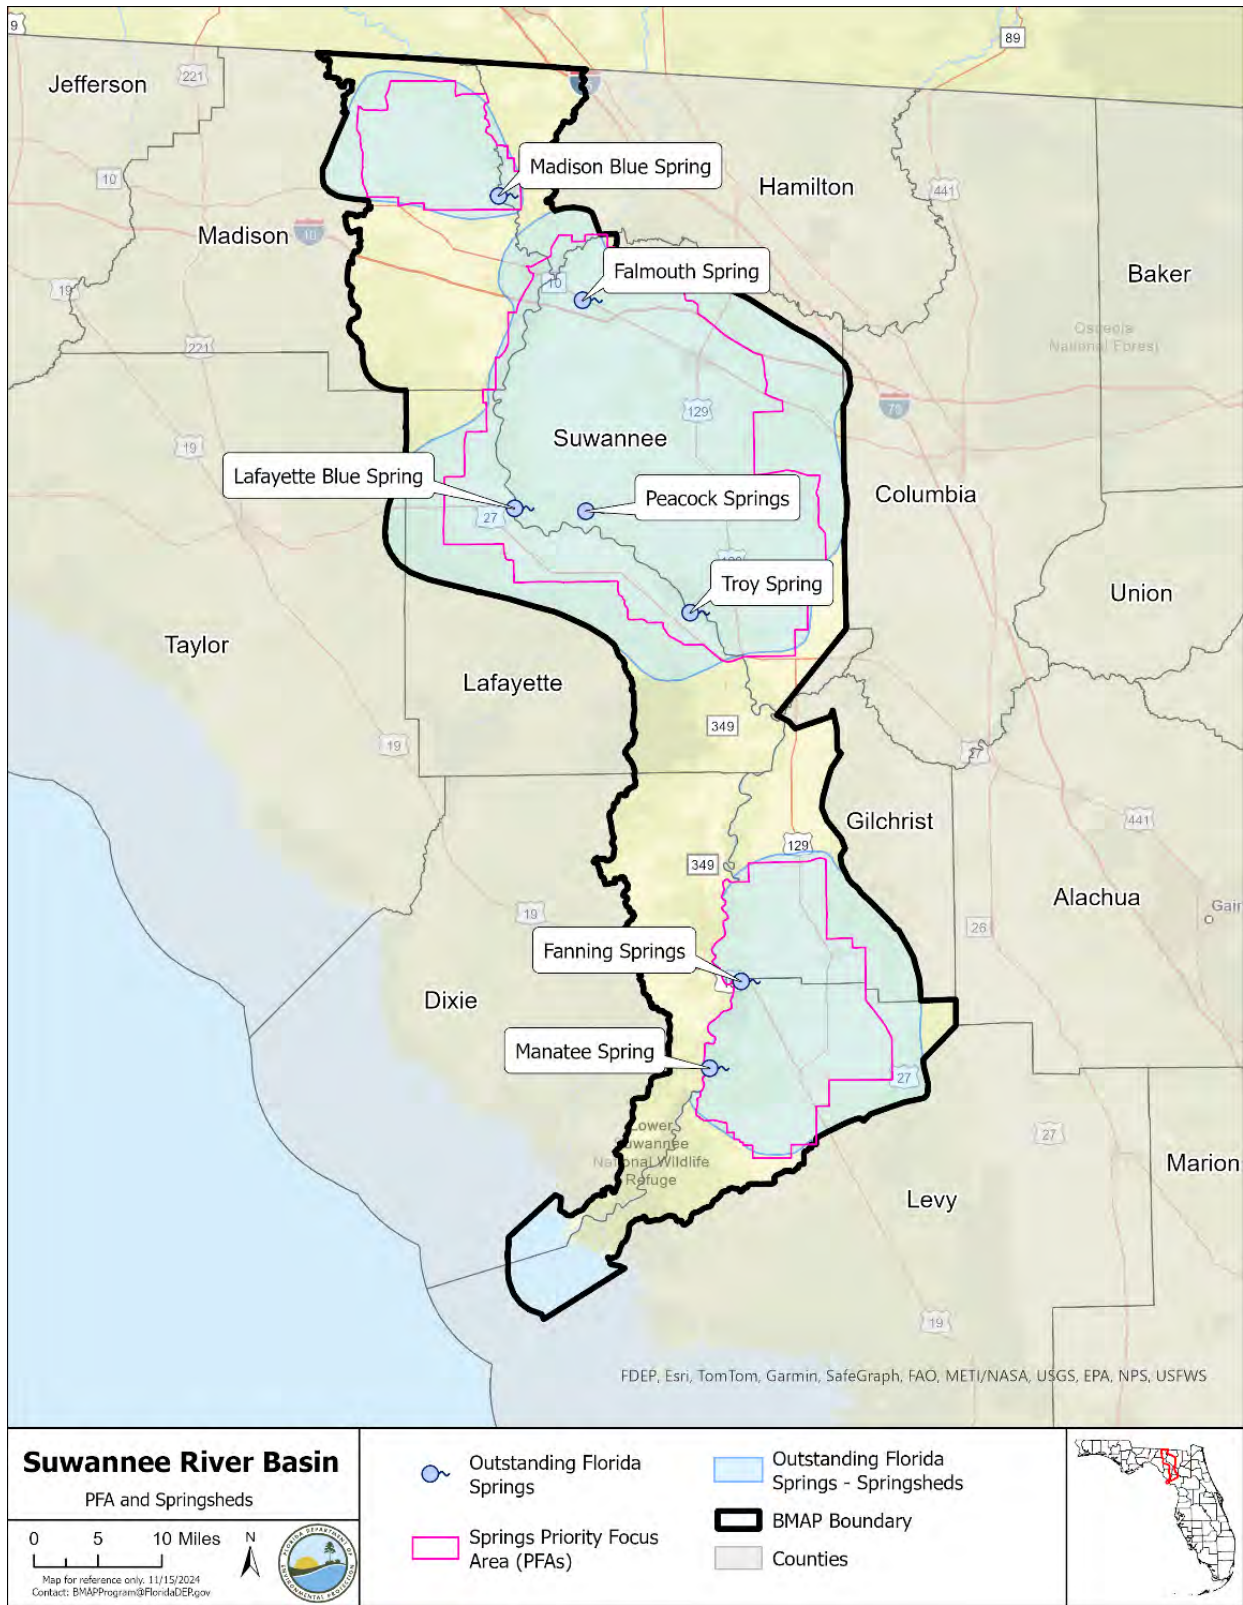 9
89
Jefferson
221
Madison Blue Spring
10
Hamilton
441
Madison
10
Falmouth Spring
Baker
19
10
Osceola
National Forest
221
129
75
Suwannee
19
Lafayette Blue Spring
Peacock Springs
Columbia
27
Troy Spring
Union
Taylor
Lafayette
349
19
27
Gilchrist
441
129
349
Alachua
Gain
19
26
Fanning Springs
Dixie
Manatee Spring
27
Lower
Suwannee
National Wildlife
Refuge
27
Marion
Levy
19
FDEP, Esri, TomTom, Garmin, SafeGraph, FAO, METI/NASA, USGS, EPA, NPS, USFWS
Suwannee River Basin
PFA and Springsheds
0 5 10 Miles
N
Map for reference only. 11/15/2024
Contact: BMAPProgram@FloridaDEP.gov
FLORIDA DEPARTMENT OF
ENVIRONMENTAL PROTECTION
Outstanding Florida
Springs
Springs Priority Focus
Area (PFAs)
Outstanding Florida
Springs - Springsheds
BMAP Boundary
Counties